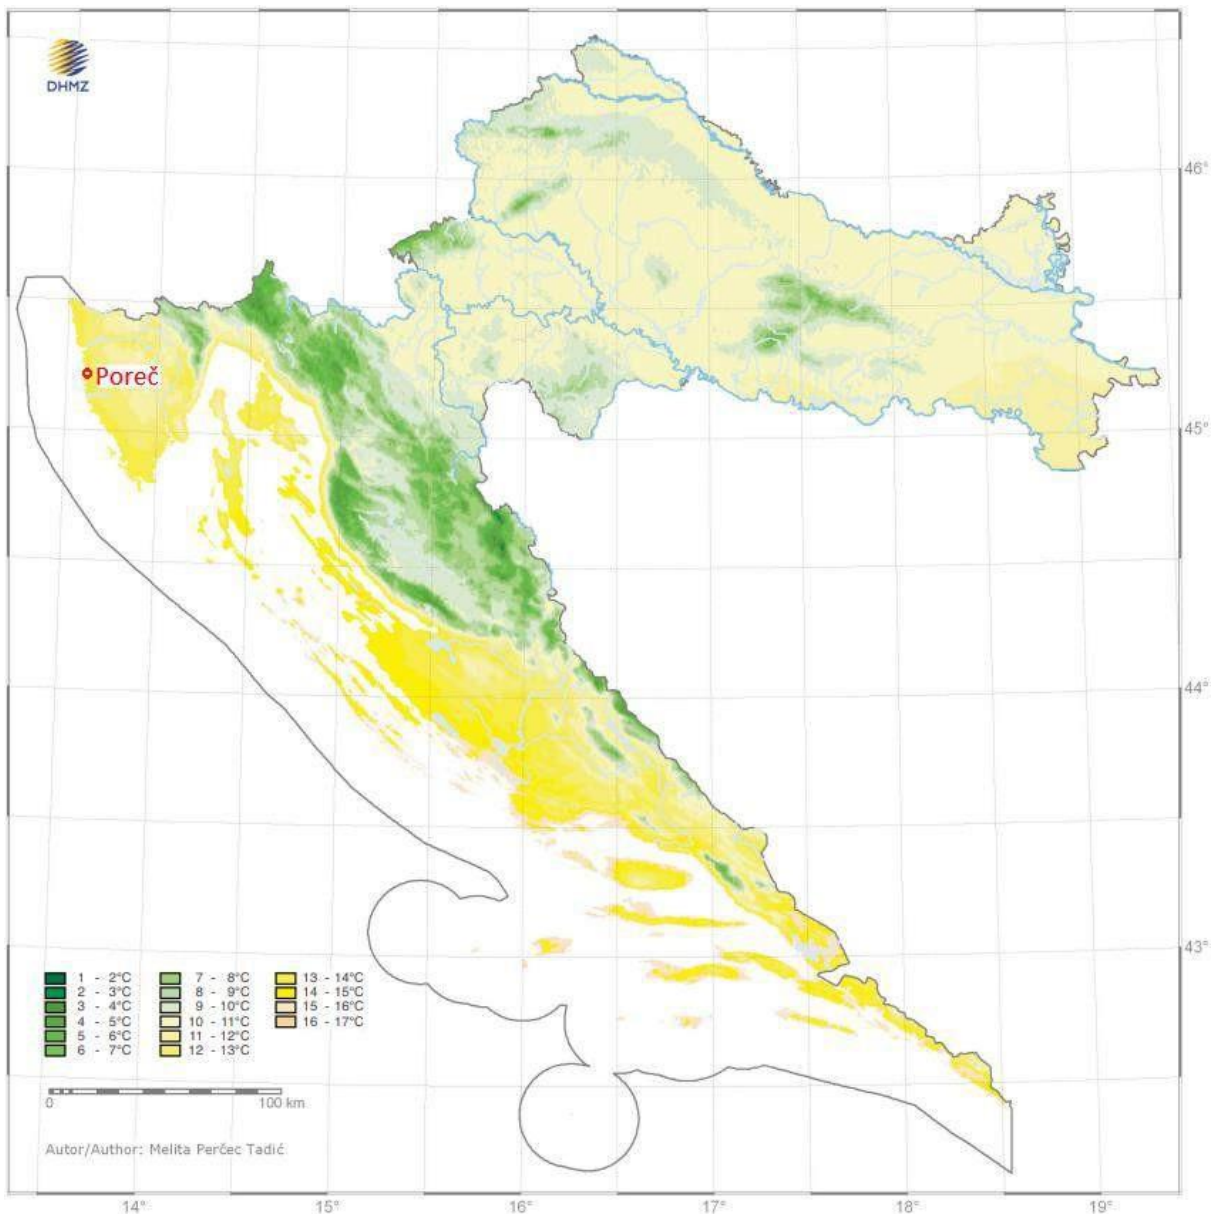 DHMZ
46°
Poreč
45°
44°
43°
1 - 2°C
2 - 3°C
3 - 4°C
4 - 5°C
5 - 6°C
6 - 7°C
7 - 8°C
8 - 9°C
9 - 10°C
10 - 11°C
11 - 12°C
12 - 13°C
13 - 14°C
14 - 15°C
15 - 16°C
16 - 17°C
0 100 km
Autor/Author: Melita Perčec Tadić
14° 15° 16° 17° 18° 19°